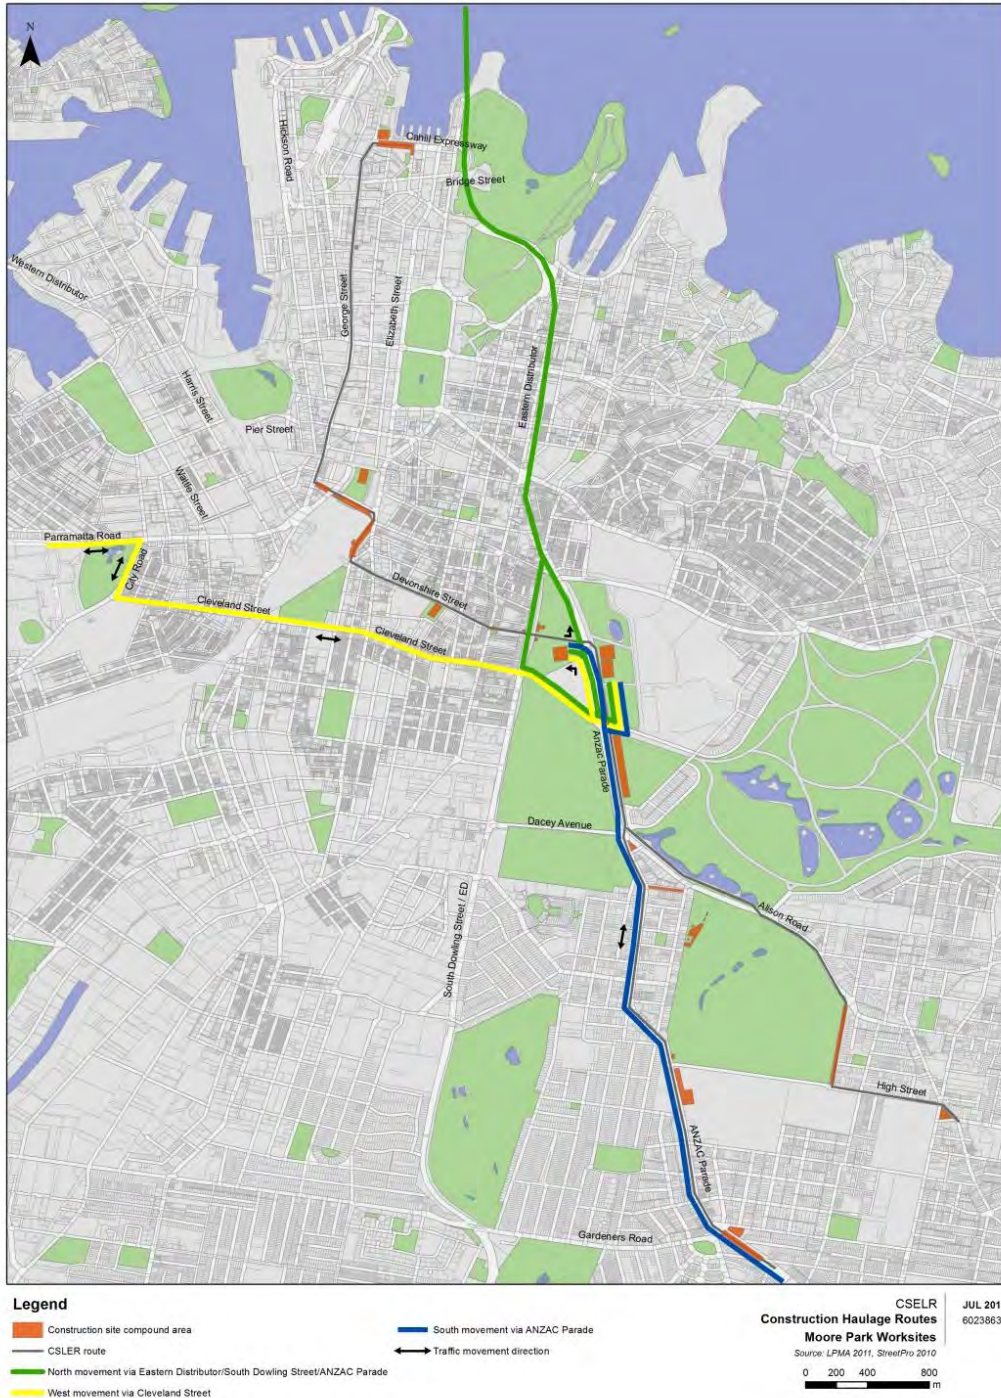 N
Cahill Expressway
Hickson Road
Bridge Street
Western Distributor
George Street
Elizabeth Street
Eastern Distributor
Harris Street
Pier Street
Wattle Street
Parramatta Road
City Road
Devonshire Street
Cleveland Street
Cleveland Street
Anzac Parade
Dacey Avenue
Alison Road
South Dowling Street / ED
High Street
ANZAC Parade
Gardeners Road
Legend
Construction site compound area
CSLER route
North movement via Eastern Distributor/South Dowling Street/ANZAC Parade
West movement via Cleveland Street
South movement via ANZAC Parade
Traffic movement direction
CSELR
Construction Haulage Routes
Moore Park Worksites
Source: LPMA 2011, StreetPro 2010
JUL 201
6023863
0 200 400 800
m